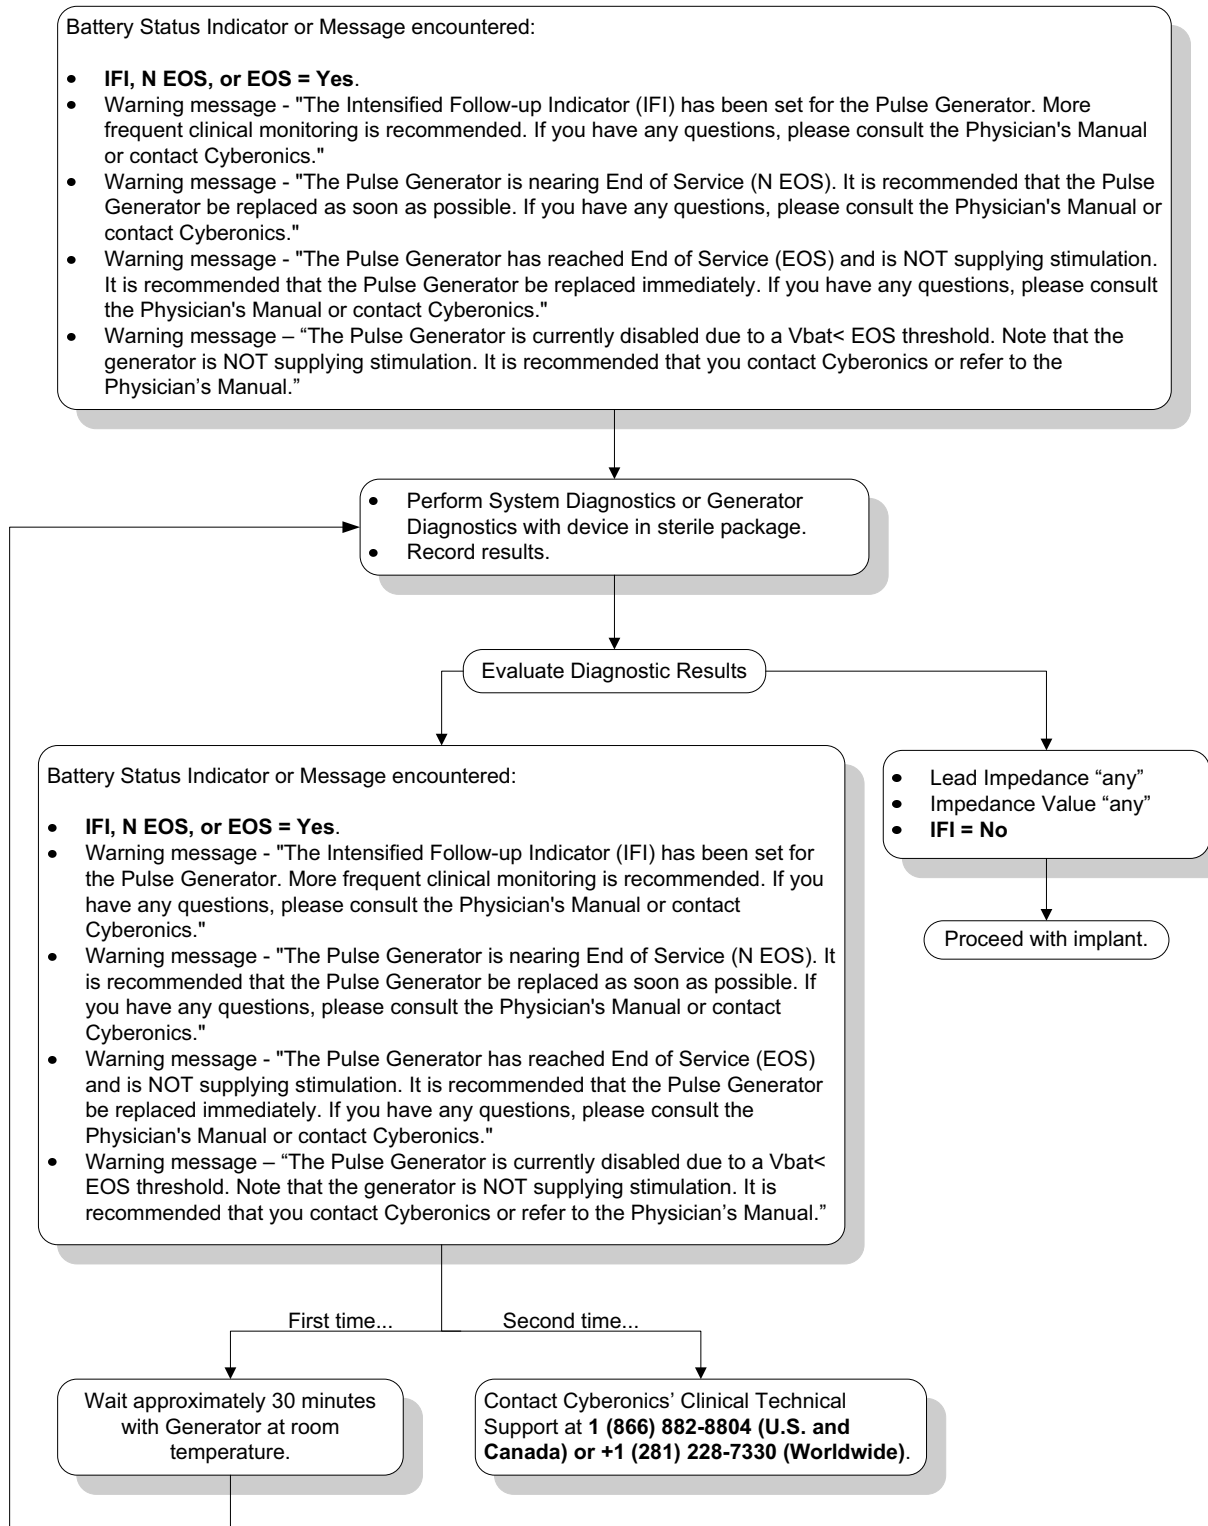 Battery Status Indicator or Message encountered:
• IFI, N EOS, or EOS = Yes.
• Warning message - "The Intensified Follow-up Indicator (IFI) has been set for the Pulse Generator. More
frequent clinical monitoring is recommended. If you have any questions, please consult the Physician's Manual
or contact Cyberonics."
• Warning message - "The Pulse Generator is nearing End of Service (N EOS). It is recommended that the Pulse
Generator be replaced as soon as possible. If you have any questions, please consult the Physician's Manual or
contact Cyberonics."
• Warning message - "The Pulse Generator has reached End of Service (EOS) and is NOT supplying stimulation.
It is recommended that the Pulse Generator be replaced immediately. If you have any questions, please consult
the Physician's Manual or contact Cyberonics."
• Warning message – “The Pulse Generator is currently disabled due to a Vbat< EOS threshold. Note that the
generator is NOT supplying stimulation. It is recommended that you contact Cyberonics or refer to the
Physician’s Manual.”
• Perform System Diagnostics or Generator
Diagnostics with device in sterile package.
• Record results.
Evaluate Diagnostic Results
Battery Status Indicator or Message encountered:
• IFI, N EOS, or EOS = Yes.
• Warning message - "The Intensified Follow-up Indicator (IFI) has been set for
the Pulse Generator. More frequent clinical monitoring is recommended. If you
have any questions, please consult the Physician's Manual or contact
Cyberonics."
• Warning message - "The Pulse Generator is nearing End of Service (N EOS). It
is recommended that the Pulse Generator be replaced as soon as possible. If
you have any questions, please consult the Physician's Manual or contact
Cyberonics."
• Warning message - "The Pulse Generator has reached End of Service (EOS)
and is NOT supplying stimulation. It is recommended that the Pulse Generator
be replaced immediately. If you have any questions, please consult the
Physician's Manual or contact Cyberonics."
• Warning message – “The Pulse Generator is currently disabled due to a Vbat<
EOS threshold. Note that the generator is NOT supplying stimulation. It is
recommended that you contact Cyberonics or refer to the Physician’s Manual.”
• Lead Impedance “any”
• Impedance Value “any”
• IFI = No
Proceed with implant.
First time...
Second time...
Wait approximately 30 minutes
with Generator at room
temperature.
Contact Cyberonics’ Clinical Technical
Support at 1 (866) 882-8804 (U.S. and
Canada) or +1 (281) 228-7330 (Worldwide).